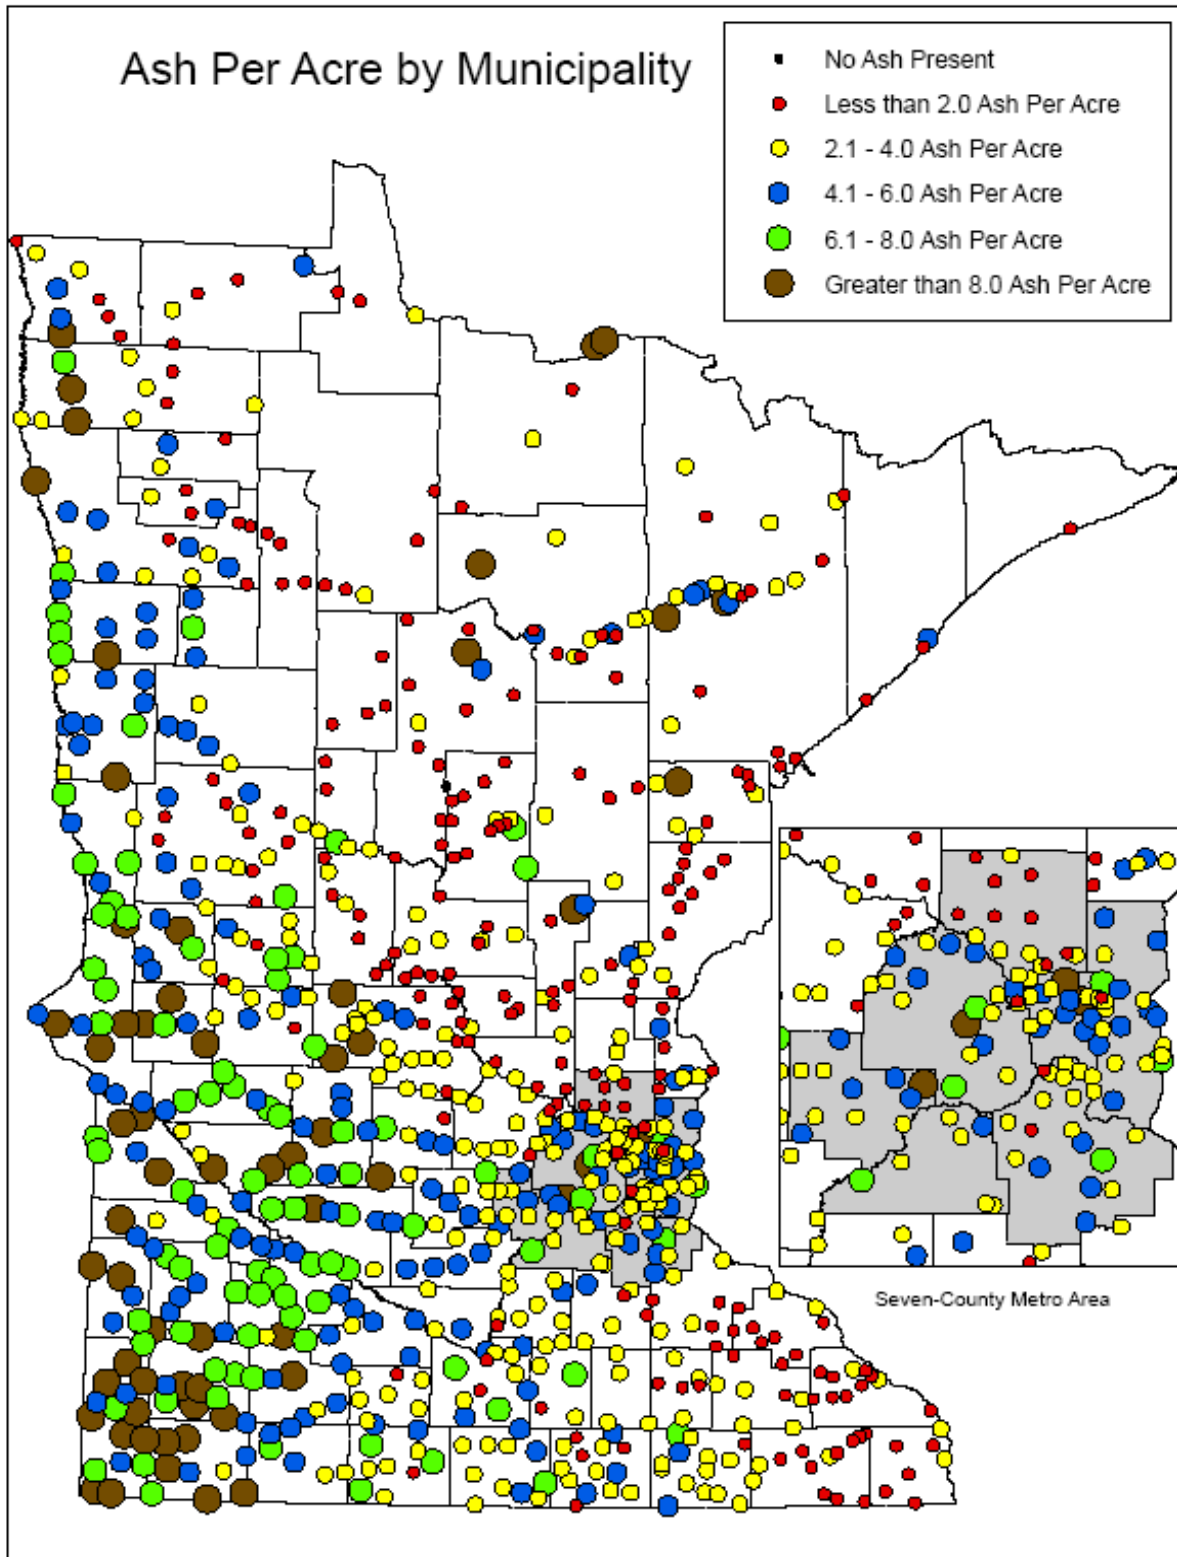 Ash Per Acre by Municipality
No Ash Present
Less than 2.0 Ash Per Acre
2.1 - 4.0 Ash Per Acre
4.1 - 6.0 Ash Per Acre
6.1 - 8.0 Ash Per Acre
Greater than 8.0 Ash Per Acre
Seven-County Metro Area